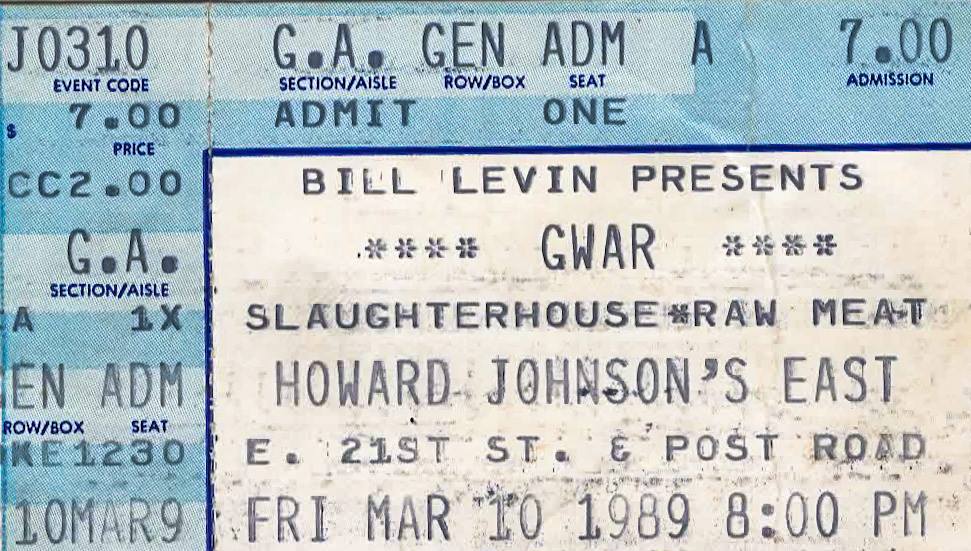 J0310
EVENT CODE
$ 7.00
PRICE
CC2.00
G.A.
SECTION/AISLE
A 1X
EN ADM
ROW/BOX SEAT
KE1230
10MAR9
G.A. GEN ADM A 7.00
SECTION/AISLE ROW/BOX SEAT ADMISSION
ADMIT ONE
BILL LEVIN PRESENTS
**** GWAR ****
SLAUGHTERHOUSE*RAW MEAT
HOWARD JOHNSON'S EAST
E. 21ST ST. & POST ROAD
FRI MAR 10 1989 8:00 PM